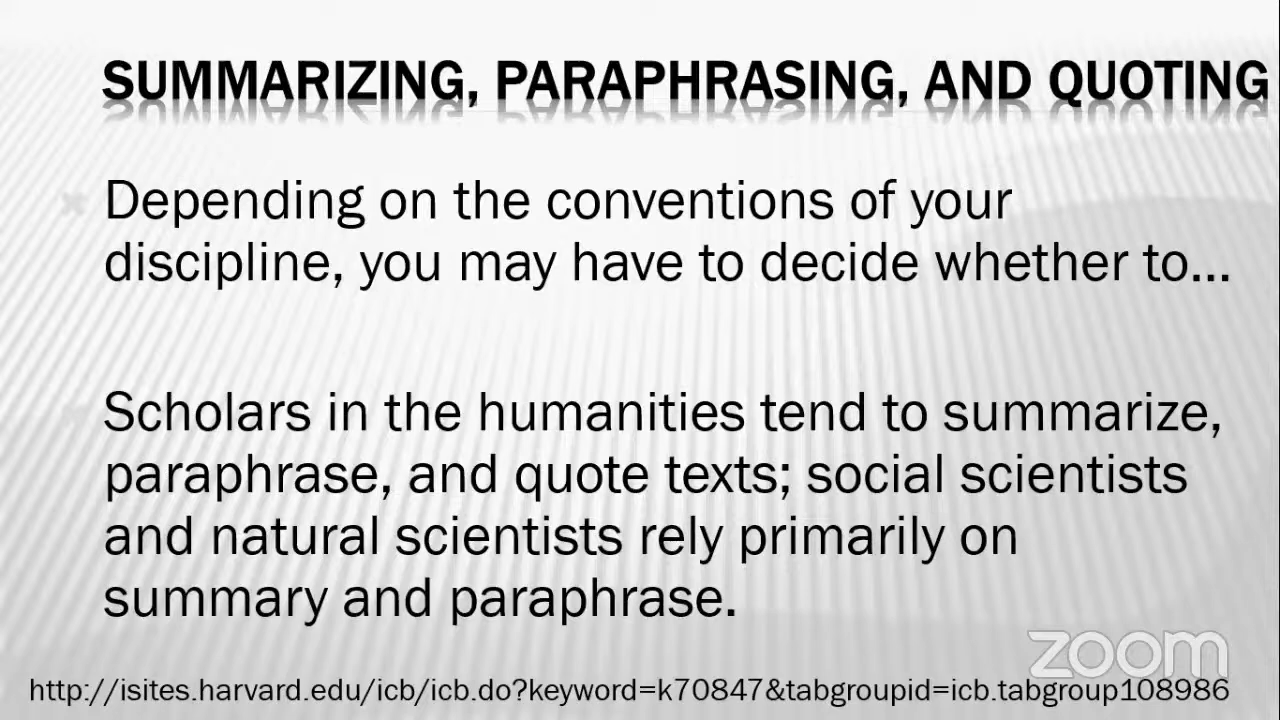 SUMMARIZING, PARAPHRASING, AND QUOTING
Depending on the conventions of your
discipline, you may have to decide whether to...
Scholars in the humanities tend to summarize,
paraphrase, and quote texts; social scientists
and natural scientists rely primarily on
summary and paraphrase.
zoom
http://isites.harvard.edu/icb/icb.do?keyword=k70847&tabgroupid=icb.tabgroup108986